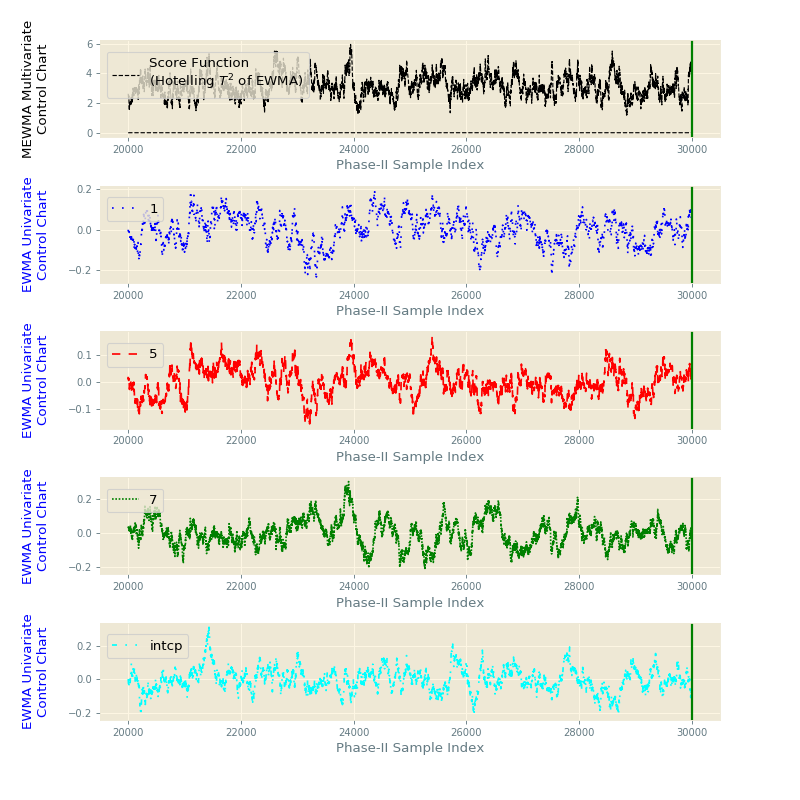 MEWMA Multivariate
Control Chart
6
4
2
0
Score Function
(Hotelling T² of EWMA)
20000 22000 24000 26000 28000 30000
Phase-II Sample Index
EWMA Univariate
Control Chart
0.2
0.0
−0.2
1
20000 22000 24000 26000 28000 30000
Phase-II Sample Index
EWMA Univariate
Control Chart
0.1
0.0
−0.1
5
20000 22000 24000 26000 28000 30000
Phase-II Sample Index
EWMA Univariate
Control Chart
0.2
0.0
−0.2
7
20000 22000 24000 26000 28000 30000
Phase-II Sample Index
EWMA Univariate
Control Chart
0.2
0.0
−0.2
intcp
20000 22000 24000 26000 28000 30000
Phase-II Sample Index